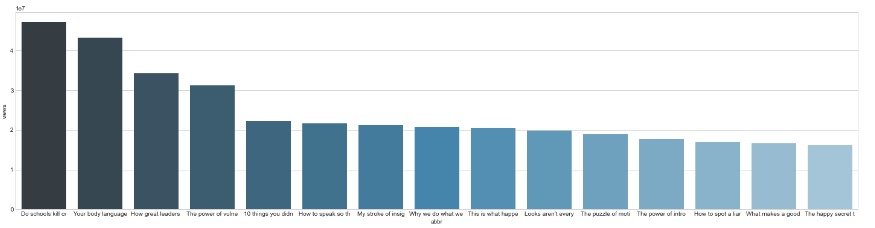 1e7
4
3
2
1
0
views
Do schools kill cr Your body language How great leaders The power of vulne 10 things you didn How to speak so th My stroke of insig Why we do what we This is what happe Looks aren't every The puzzle of moti The power of intro How to spot a liar What makes a good The happy secret t
abbr